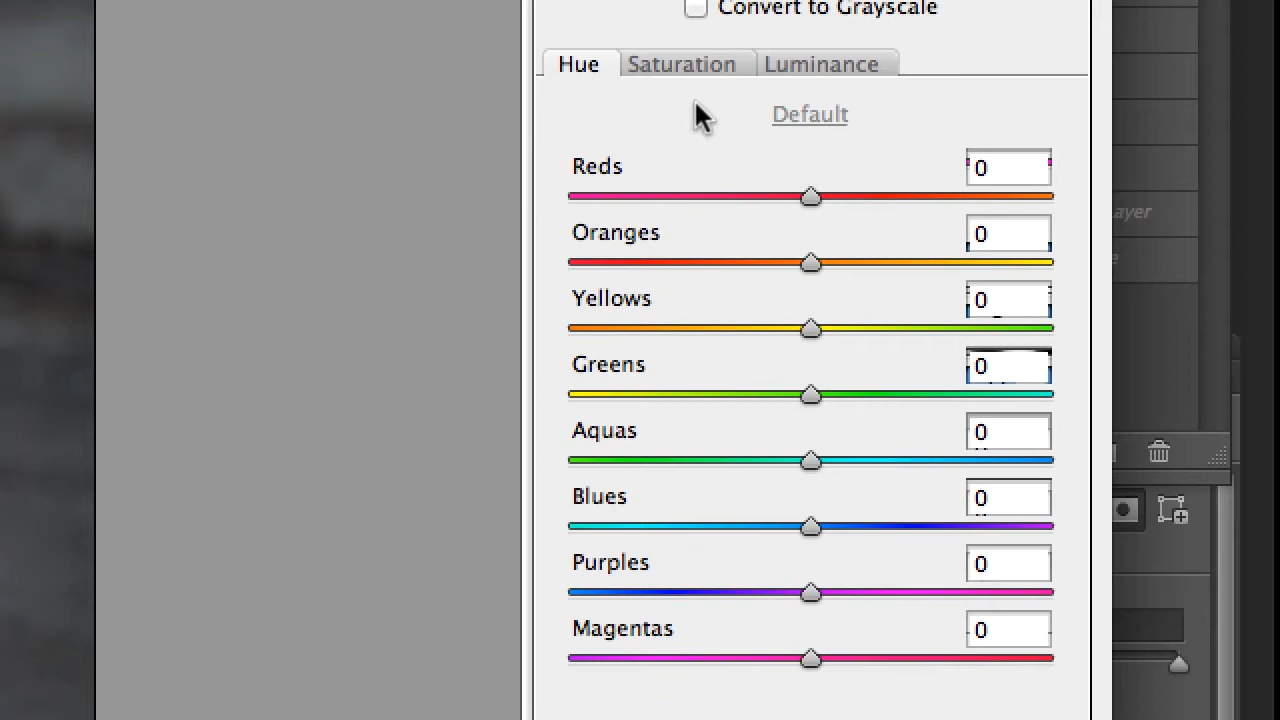 Convert to Grayscale
Hue Saturation Luminance
Default
Reds 0
Oranges 0
Yellows 0
Greens 0
Aquas 0
Blues 0
Purples 0
Magentas 0
ayer
e